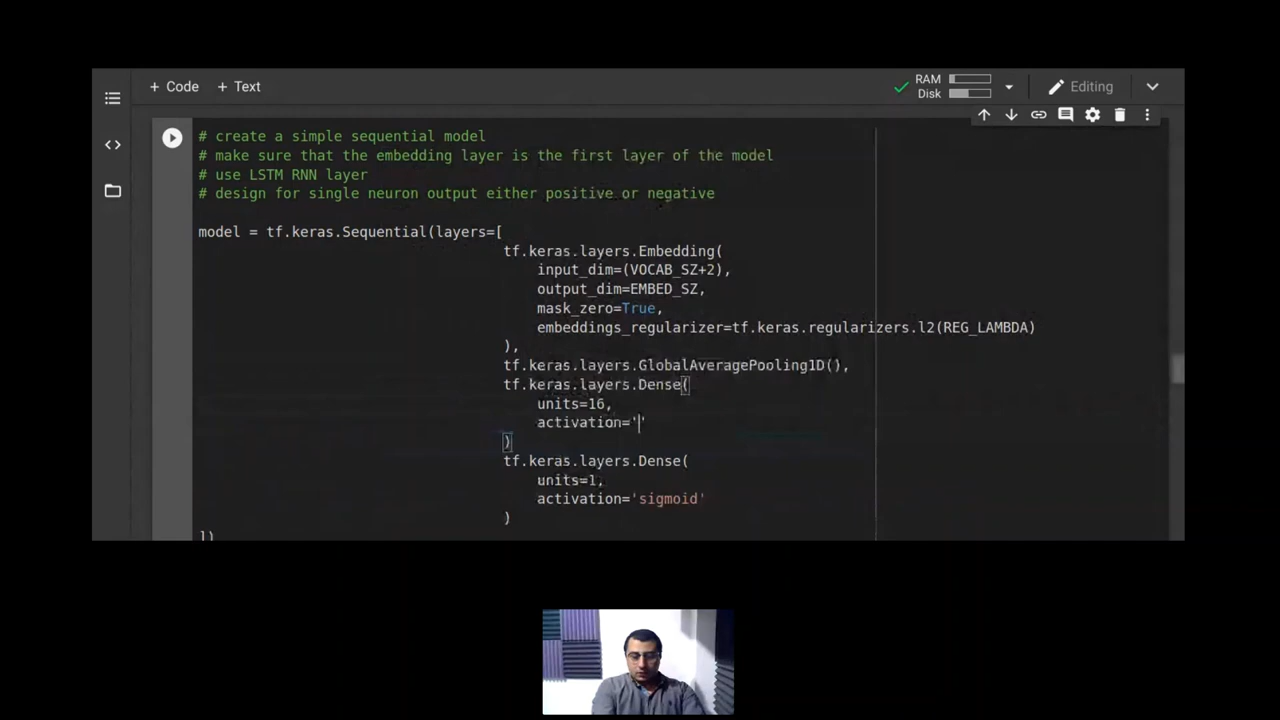 + Code + Text
RAM
Disk
Editing
# create a simple sequential model
# make sure that the embedding layer is the first layer of the model
# use LSTM RNN layer
# design for single neuron output either positive or negative
model = tf.keras.Sequential(layers=[
tf.keras.layers.Embedding(
input_dim=(VOCAB_SZ+2),
output_dim=EMBED_SZ,
mask_zero=True,
embeddings_regularizer=tf.keras.regularizers.l2(REG_LAMBDA)
),
tf.keras.layers.GlobalAveragePooling1D(),
tf.keras.layers.Dense(
units=16,
activation=''
)
tf.keras.layers.Dense(
units=1,
activation='sigmoid'
)
])